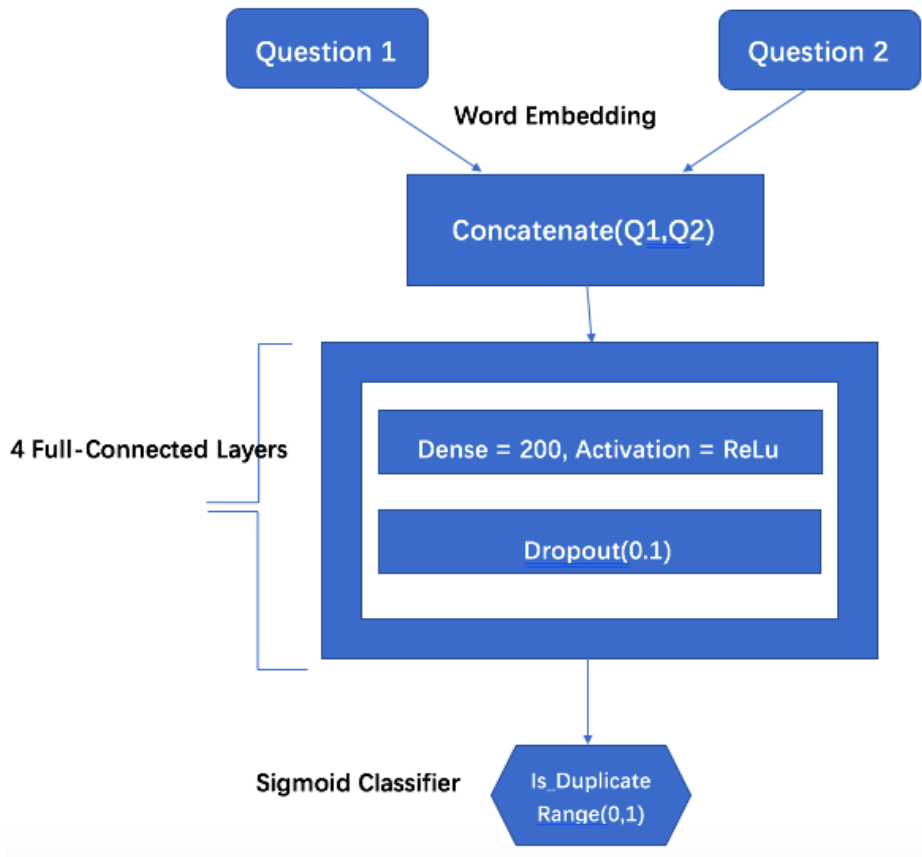 Question 1
Question 2
Word Embedding
Concatenate(Q1,Q2)
4 Full-Connected Layers
Dense = 200, Activation = ReLu
Dropout(0.1)
Sigmoid Classifier
Is_Duplicate
Range(0,1)